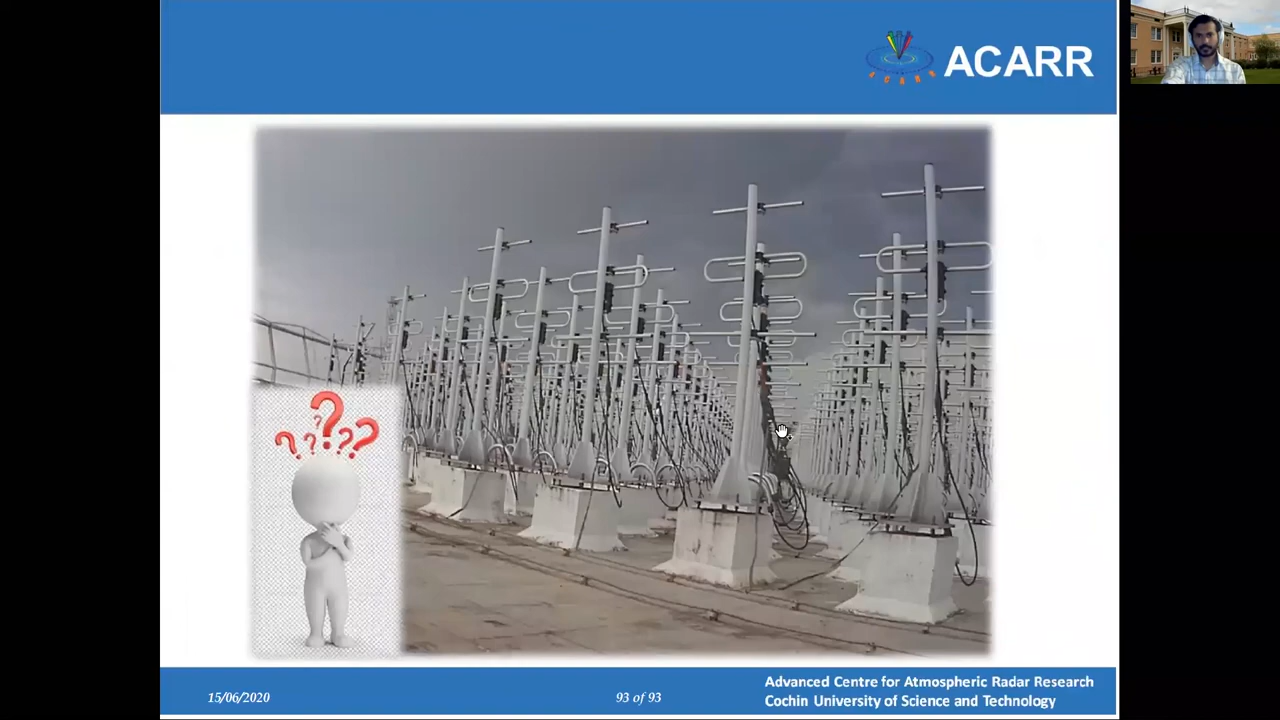 ACARR
ACARR
? ? ? ? ?
15/06/2020
93 of 93
Advanced Centre for Atmospheric Radar Research
Cochin University of Science and Technology